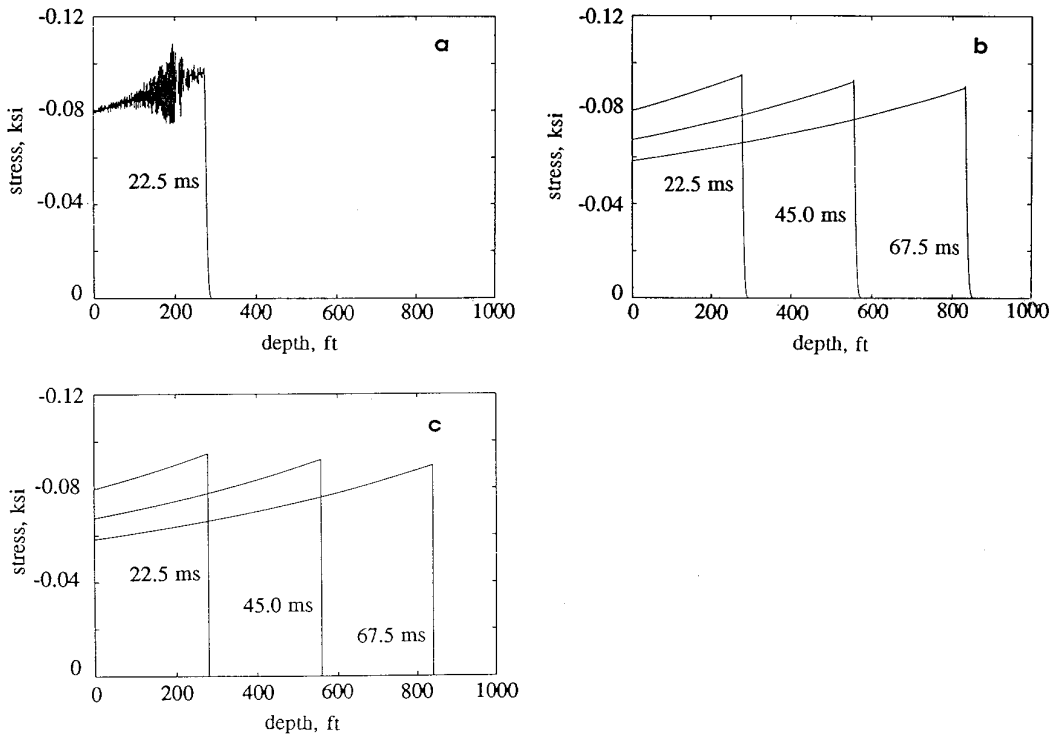 a
-0.12
-0.08
-0.04
0
stress, ksi
22.5 ms
0 200 400 600 800 1000
depth, ft
b
-0.12
-0.08
-0.04
0
stress, ksi
22.5 ms
45.0 ms
67.5 ms
0 200 400 600 800 1000
depth, ft
c
-0.12
-0.08
-0.04
0
stress, ksi
22.5 ms
45.0 ms
67.5 ms
0 200 400 600 800 1000
depth, ft